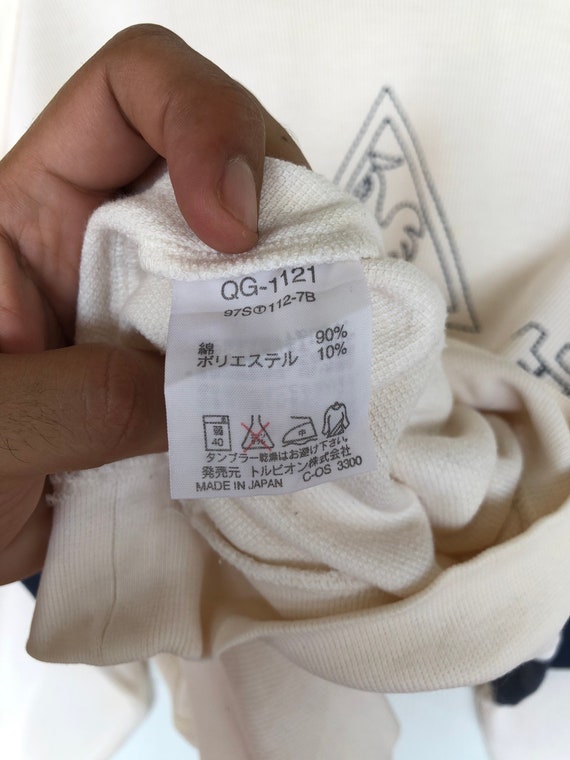 QG-1121
97S①112-7B
綿 90%
ポリエステル 10%
弱
40
中
タンブラー乾燥はお避け下さい。
発売元 トルビオン株式会社
MADE IN JAPAN C-OS 3300